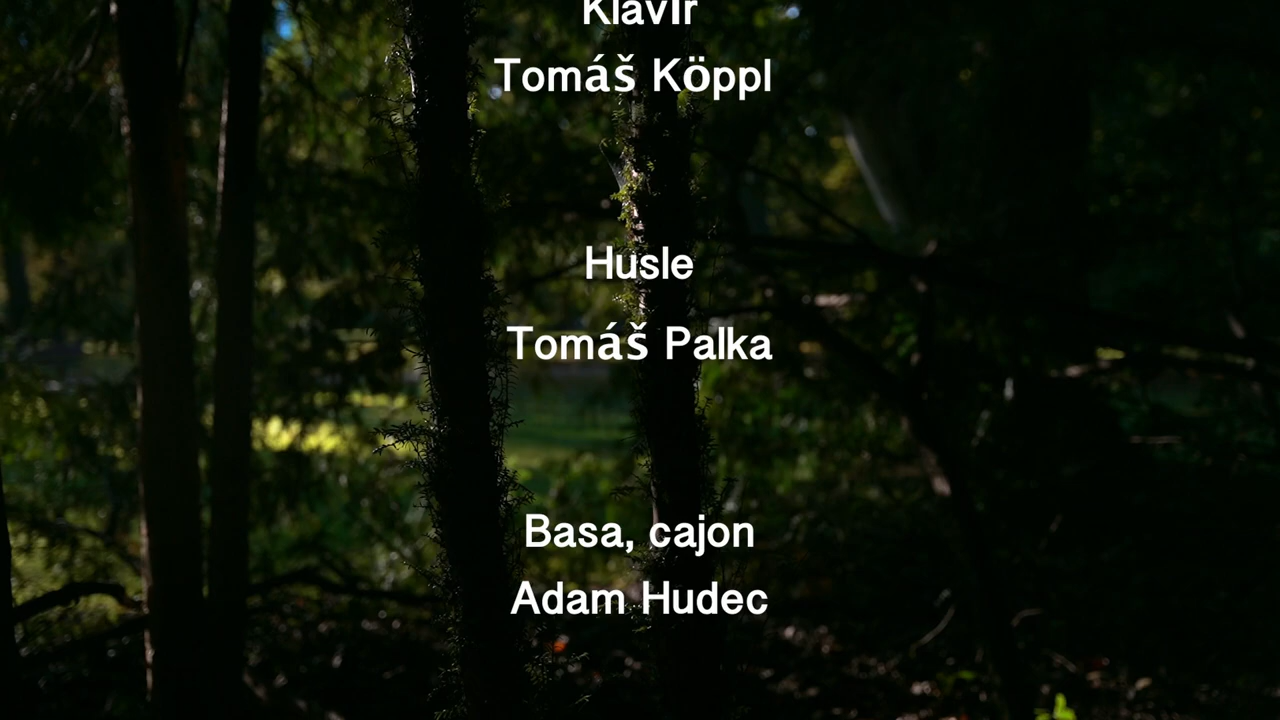 Klavír
Tomáš Köppl
Husle
Tomáš Palka
Basa, cajon
Adam Hudec